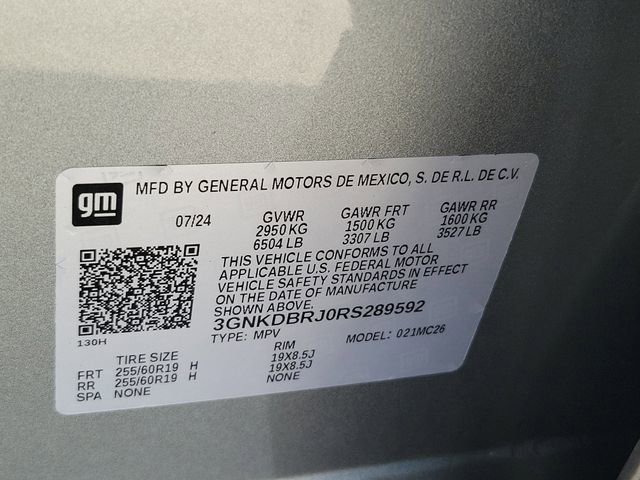 gm
MFD BY GENERAL MOTORS DE MEXICO, S. DE R.L. DE C.V.
07/24 GVWR GAWR FRT GAWR RR
2950 KG 1500 KG 1600 KG
6504 LB 3307 LB 3527 LB
THIS VEHICLE CONFORMS TO ALL
APPLICABLE U.S. FEDERAL MOTOR
VEHICLE SAFETY STANDARDS IN EFFECT
ON THE DATE OF MANUFACTURE
SHOWN ABOVE.
3GNKDBRJ0RS289592
130H
TYPE: MPV MODEL: 021MC26
TIRE SIZE RIM
FRT 255/60R19 H 19X8.5J
RR 255/60R19 H 19X8.5J
SPA NONE NONE